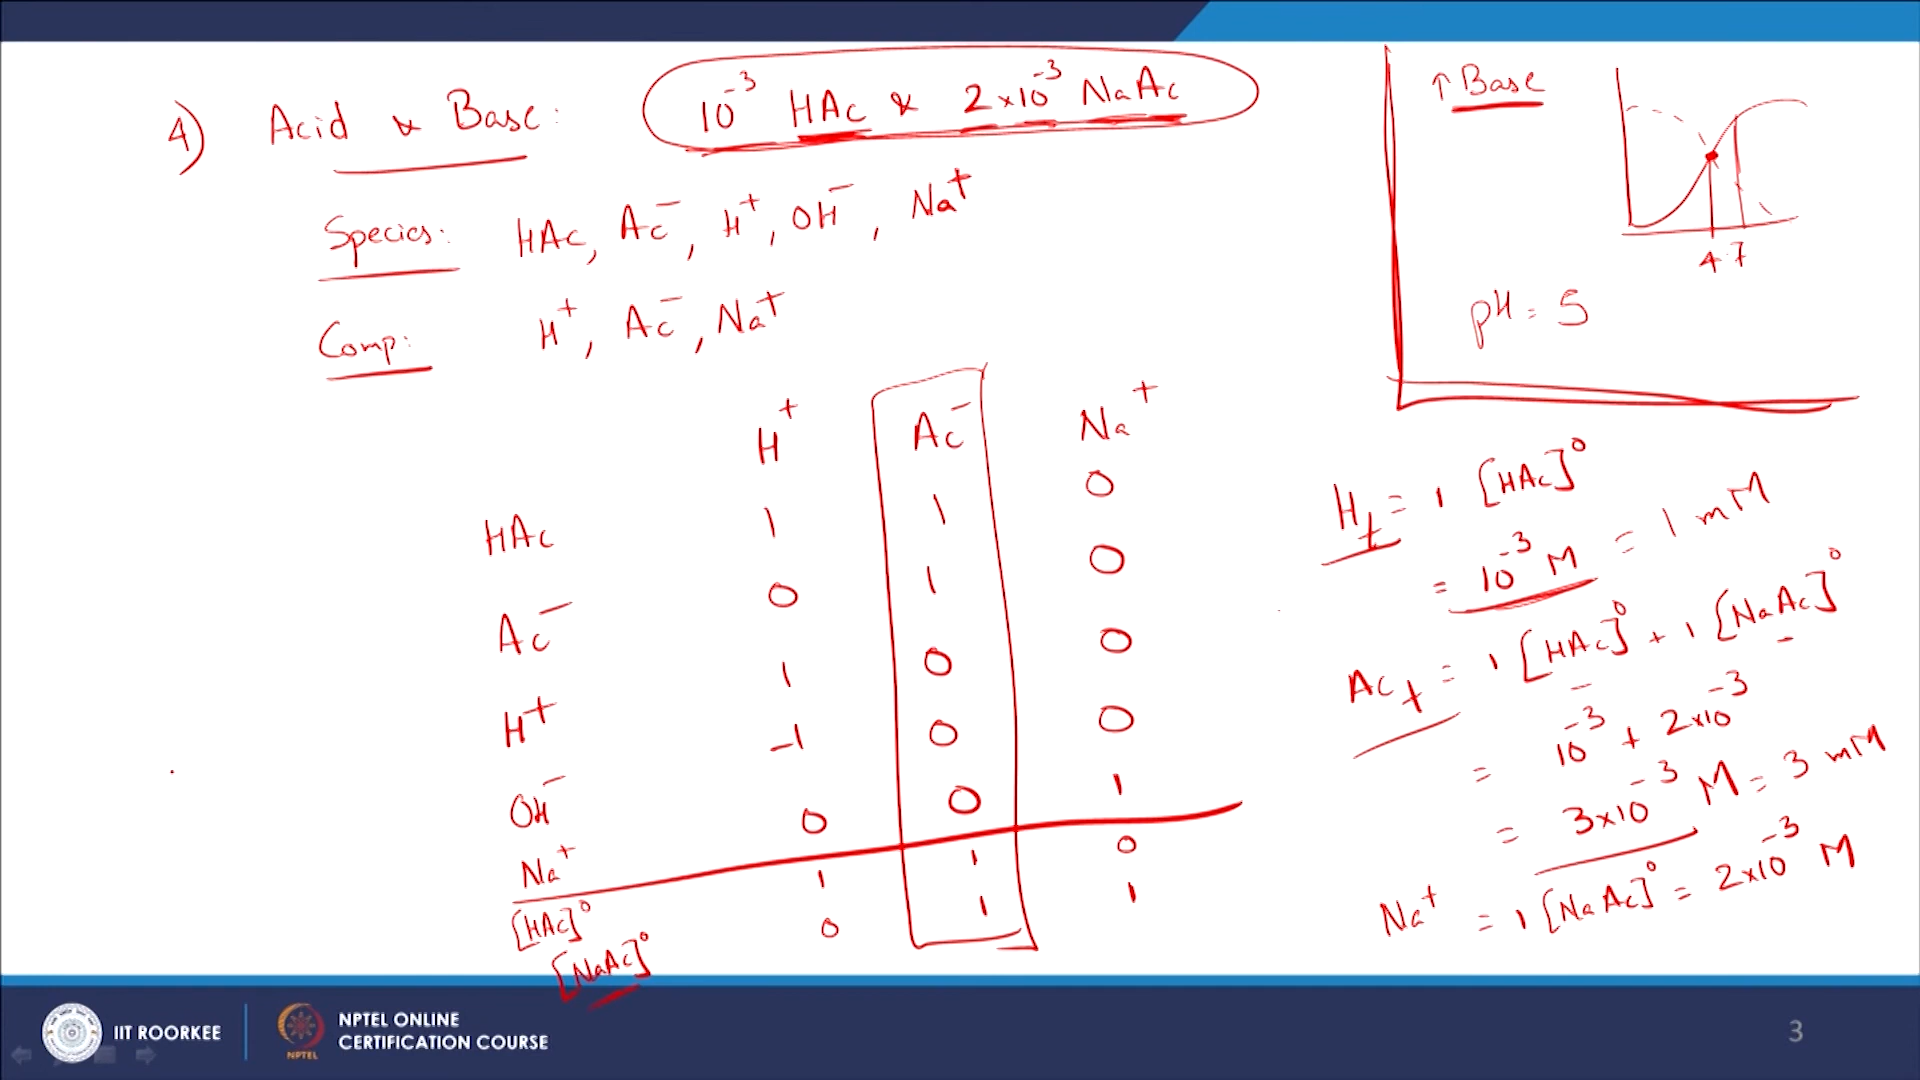 4) Acid & Base: 10⁻³ HAc & 2×10⁻³ NaAc
Species: HAc, Ac⁻, H⁺, OH⁻, Na⁺
Comp: H⁺, Ac⁻, Na⁺
H⁺ Ac⁻ Na⁺
HAc 1 1 0
Ac⁻ 0 1 0
H⁺ 1 0 0
OH⁻ -1 0 0
Na⁺ 0 0 1
[HAc]⁰ 1 1 0
[NaAc]⁰ 0 1 1
↑ Base
4.7
pH = 5
Hₜ = 1 [HAc]⁰
= 10⁻³ M = 1 mM
Acₜ = 1 [HAc]⁰ + 1 [NaAc]⁰
= 10⁻³ + 2×10⁻³
= 3×10⁻³ M = 3 mM
Na⁺ = 1 [NaAc]⁰ = 2×10⁻³ M
IIT ROORKEE
NPTEL
NPTEL ONLINE
CERTIFICATION COURSE
3